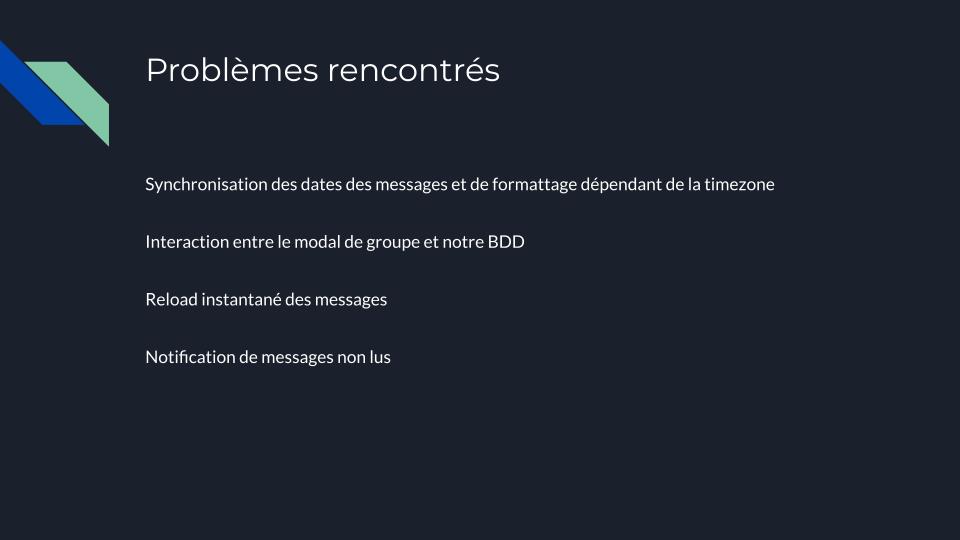 Problèmes rencontrés
Synchronisation des dates des messages et de formattage dépendant de la timezone
Interaction entre le modal de groupe et notre BDD
Reload instantané des messages
Notification de messages non lus